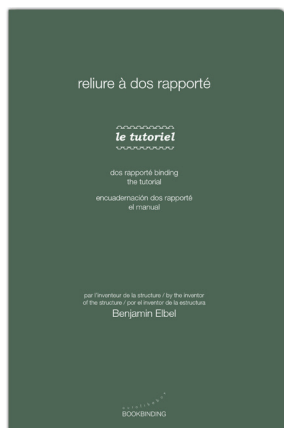 reliure à dos rapporté
le tutoriel
dos rapporté binding
the tutorial
encuadernación dos rapporté
el manual
par l'inventeur de la structure / by the inventor
of the structure / por el inventor de la estructura
Benjamin Elbel
BOOKBINDING